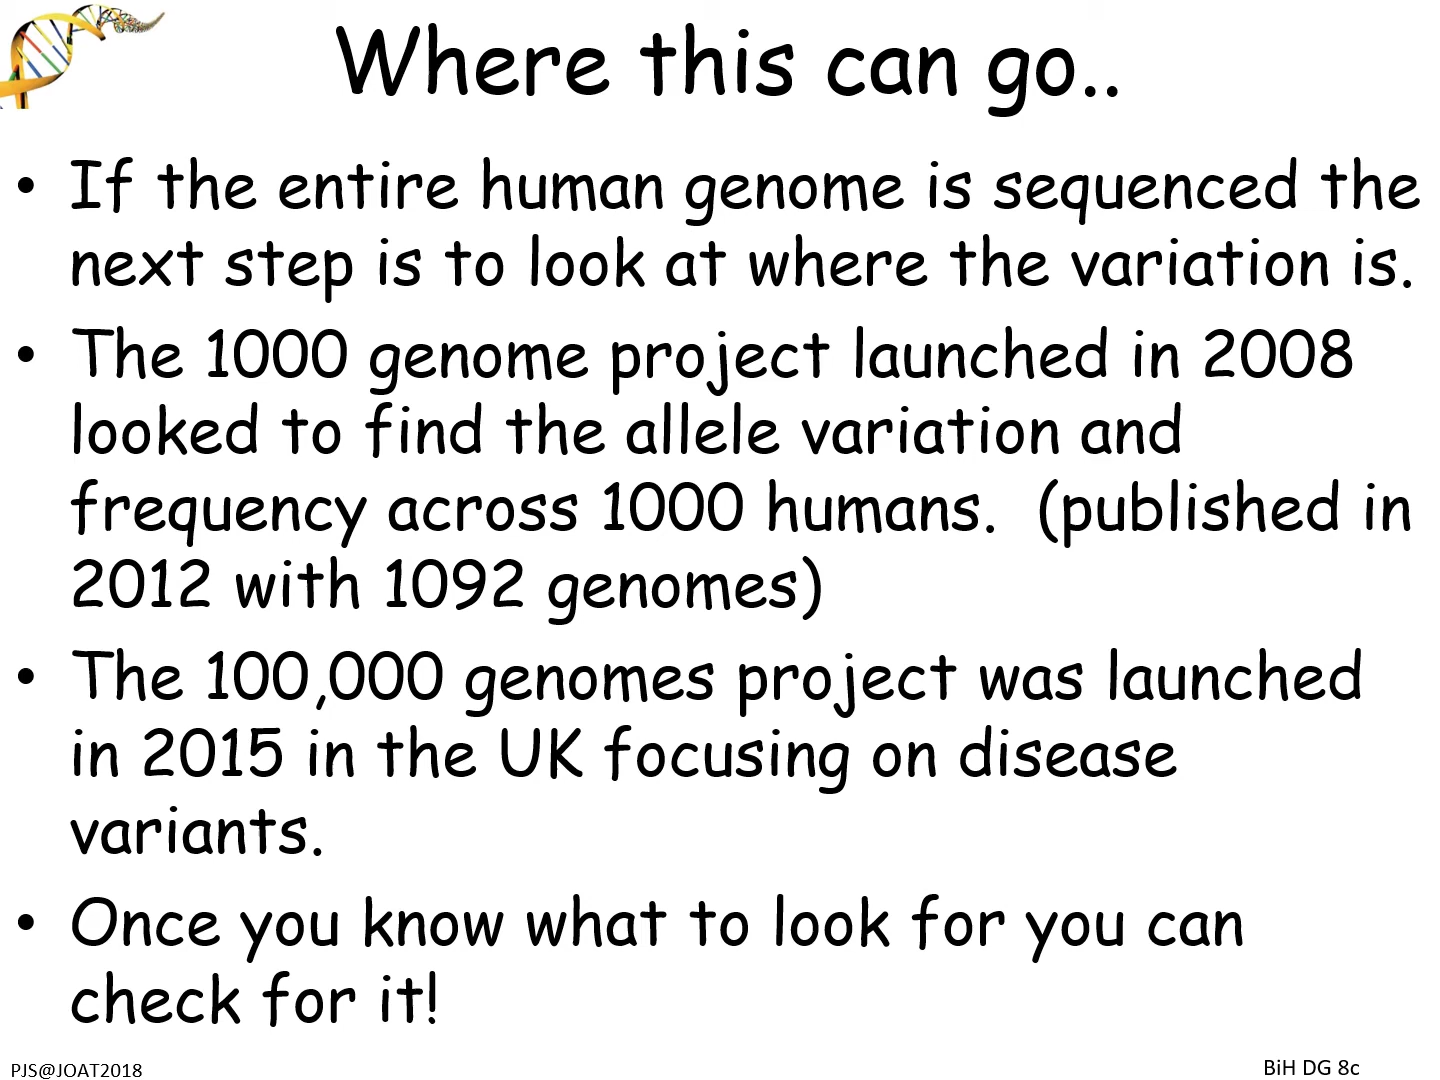 Where this can go..
• If the entire human genome is sequenced the
next step is to look at where the variation is.
• The 1000 genome project launched in 2008
looked to find the allele variation and
frequency across 1000 humans.  (published in
2012 with 1092 genomes)
• The 100,000 genomes project was launched
in 2015 in the UK focusing on disease
variants.
• Once you know what to look for you can
check for it!
PJS@JOAT2018
BiH DG 8c